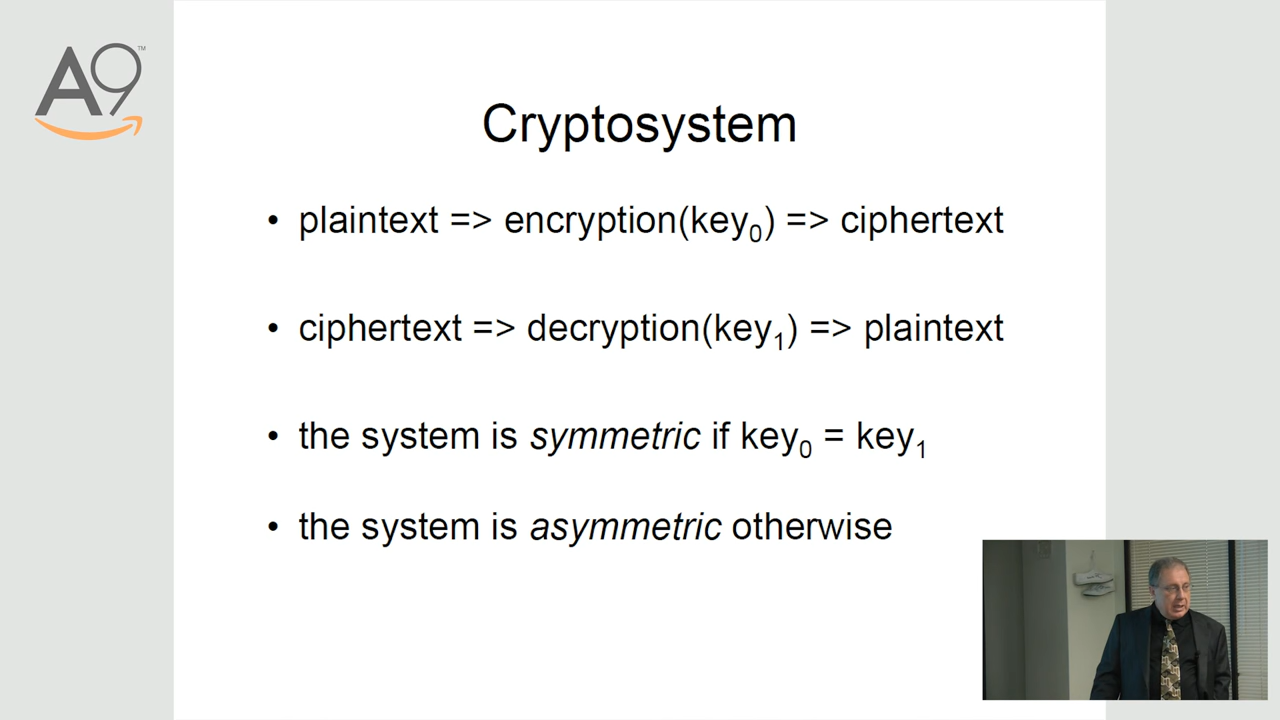 A9™
Cryptosystem
• plaintext => encryption(key₀) => ciphertext
• ciphertext => decryption(key₁) => plaintext
• the system is symmetric if key₀ = key₁
• the system is asymmetric otherwise